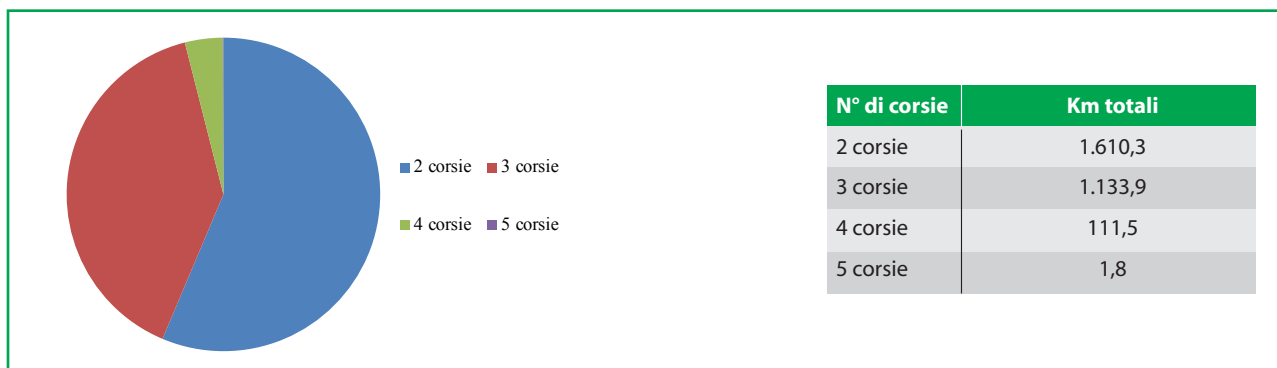 2 corsie 3 corsie
4 corsie 5 corsie
N° di corsie Km totali
2 corsie 1.610,3
3 corsie 1.133,9
4 corsie 111,5
5 corsie 1,8